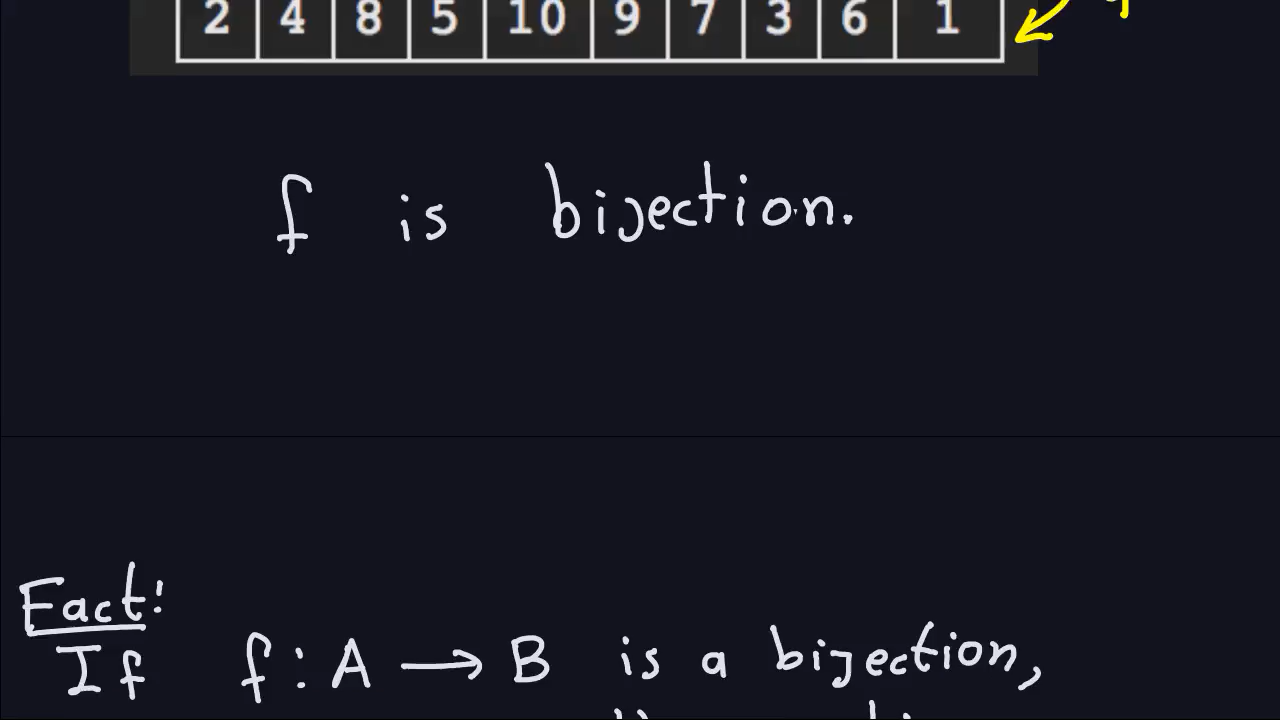 2 4 8 5 10 9 7 3 6 1
f is bijection.
Fact:
If f : A → B is a bijection,